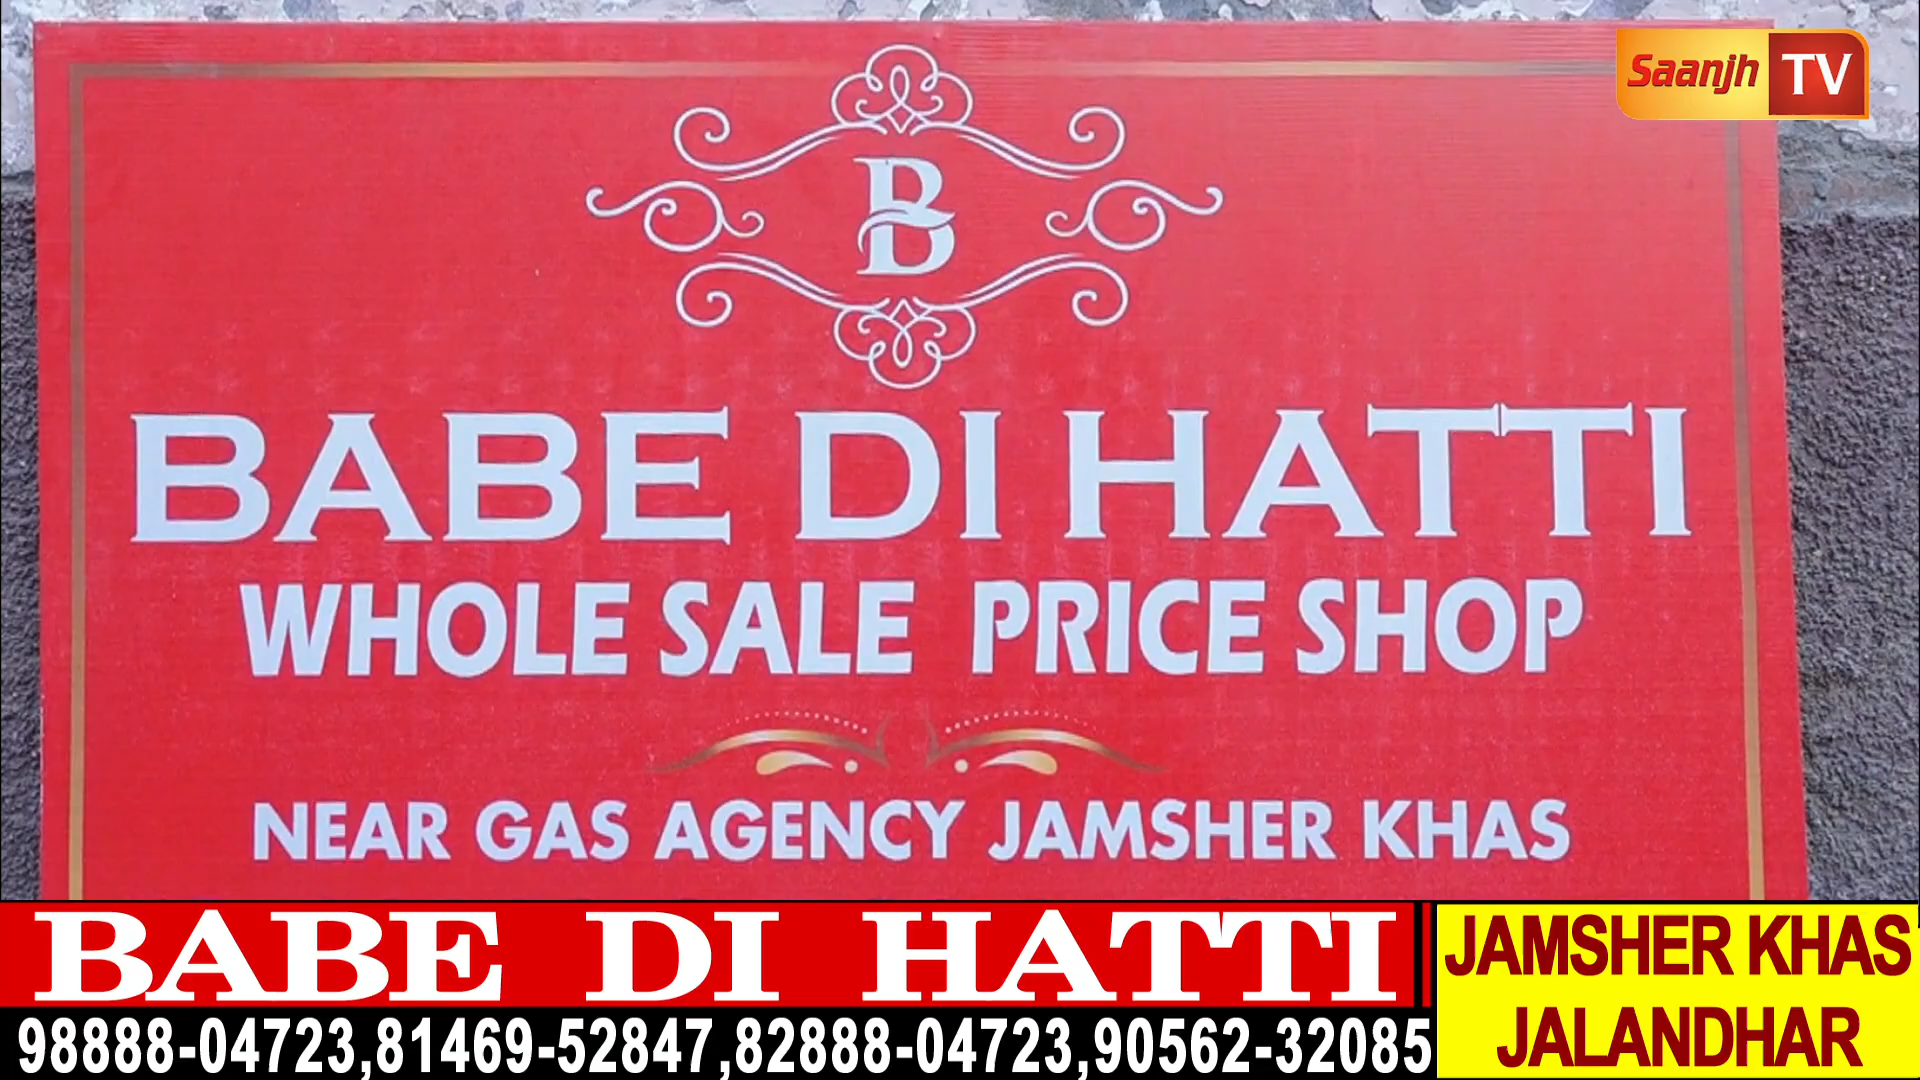 Saanjh TV
B
BABE DI HATTI
WHOLE SALE PRICE SHOP
NEAR GAS AGENCY JAMSHER KHAS
BABE DI HATTI
98888-04723,81469-52847,82888-04723,90562-32085
JAMSHER KHAS
JALANDHAR